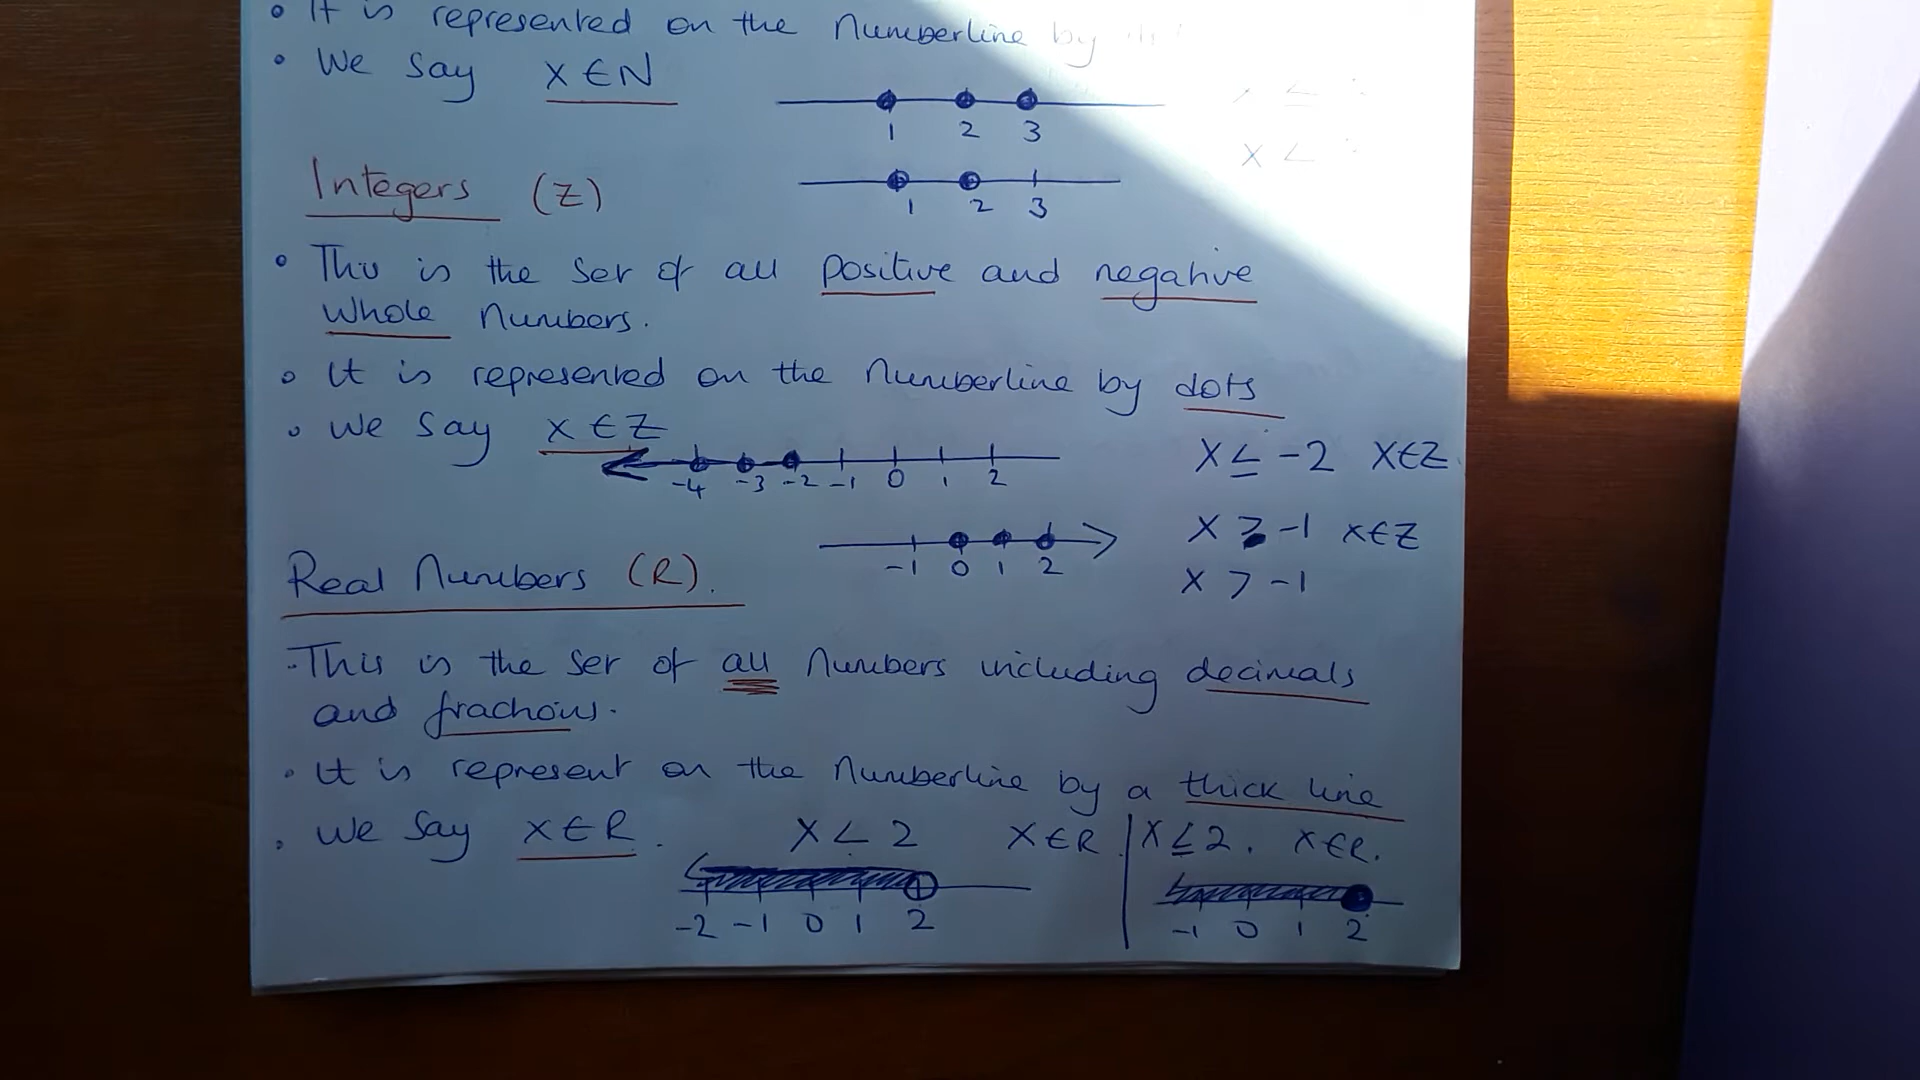 • It is represented on the Numberline by
• We say x ∈ N
1 2 3
x ≤
x <
Integers (Z)
1 2 3
• This is the set of all positive and negative
whole numbers.
• It is represented on the Numberline by dots
• We say x ∈ Z
-4 -3 -2 -1 0 1 2
x ≤ -2 x∈Z
x ≥ -1 x∈Z
-1 0 1 2
x > -1
Real Numbers (R).
• This is the set of all numbers including decimals
and fractions.
• It is represent on the Numberline by a thick line
• We say x ∈ R. x < 2 x∈R x ≤ 2. x∈R.
-2 -1 0 1 2
-1 0 1 2